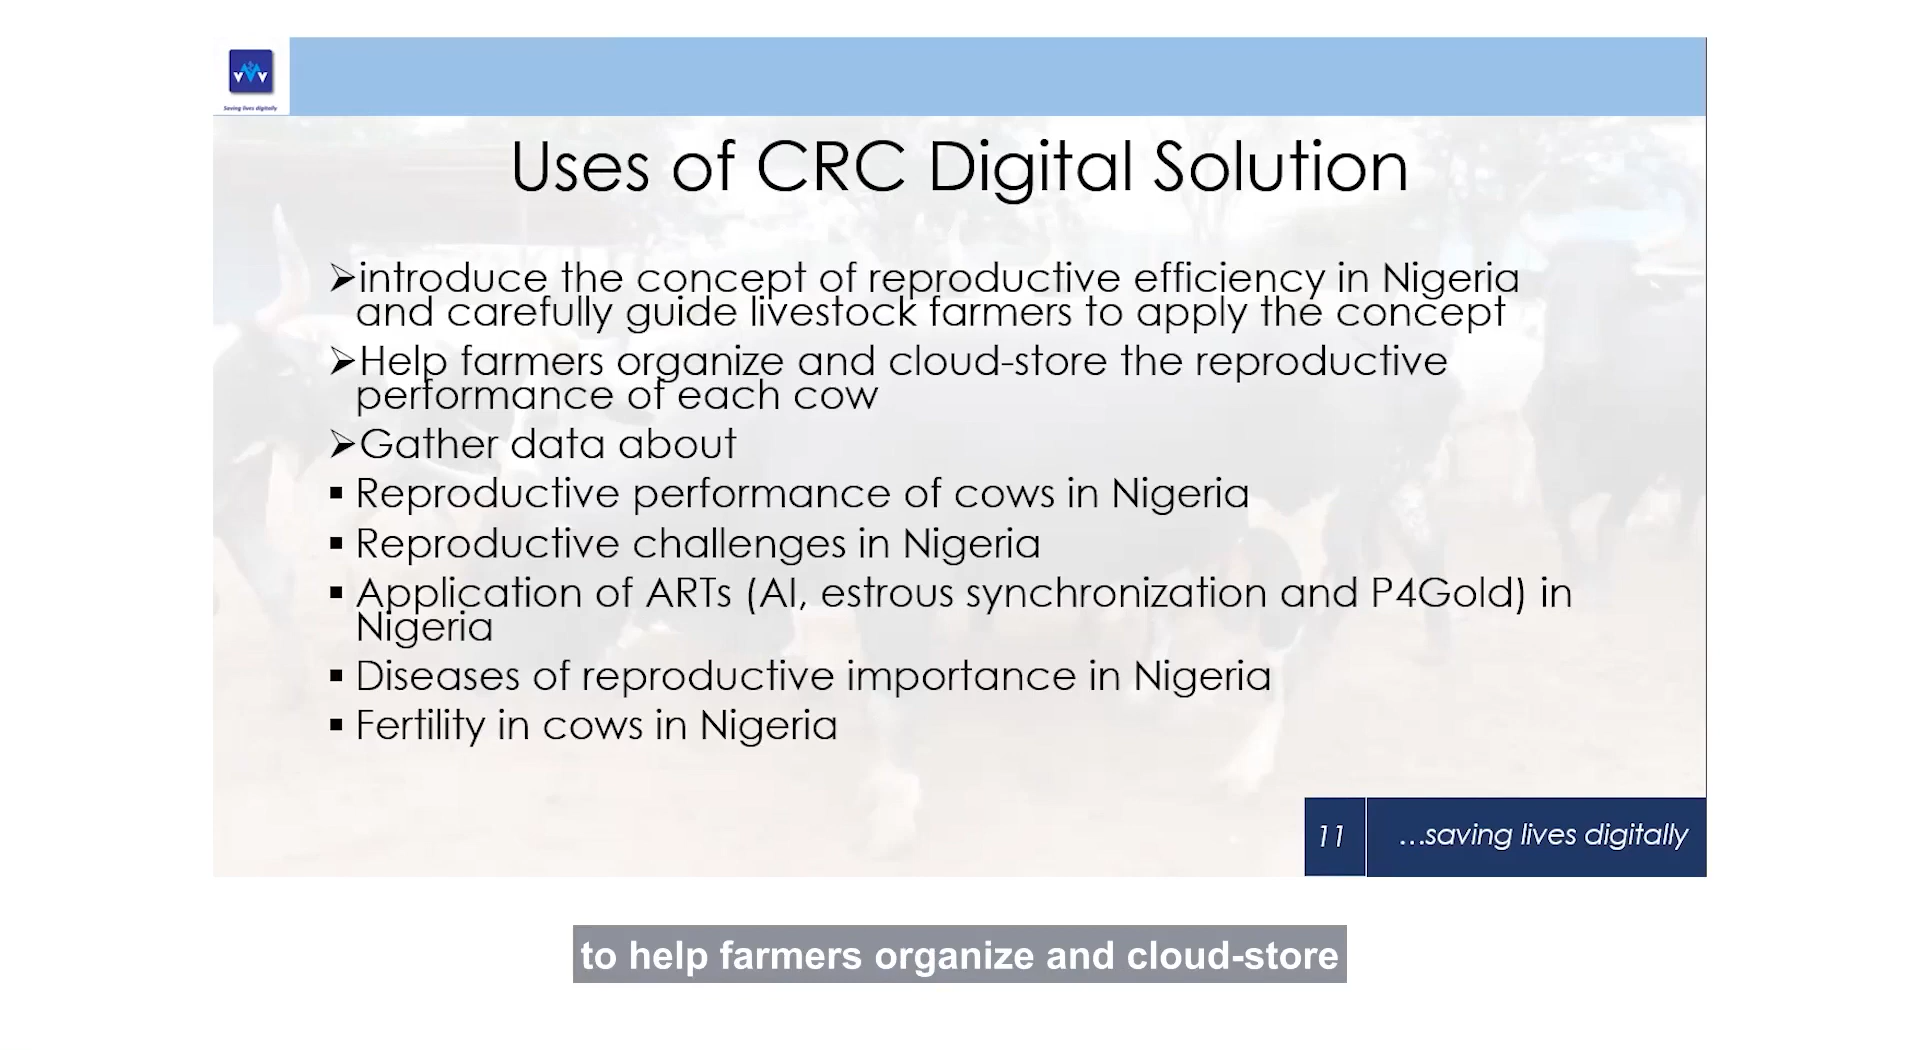 VVV
Saving lives digitally
Uses of CRC Digital Solution
➢introduce the concept of reproductive efficiency in Nigeria
and carefully guide livestock farmers to apply the concept
➢Help farmers organize and cloud-store the reproductive
performance of each cow
➢Gather data about
▪ Reproductive performance of cows in Nigeria
▪ Reproductive challenges in Nigeria
▪ Application of ARTs (AI, estrous synchronization and P4Gold) in
Nigeria
▪ Diseases of reproductive importance in Nigeria
▪ Fertility in cows in Nigeria
11
...saving lives digitally
to help farmers organize and cloud-store